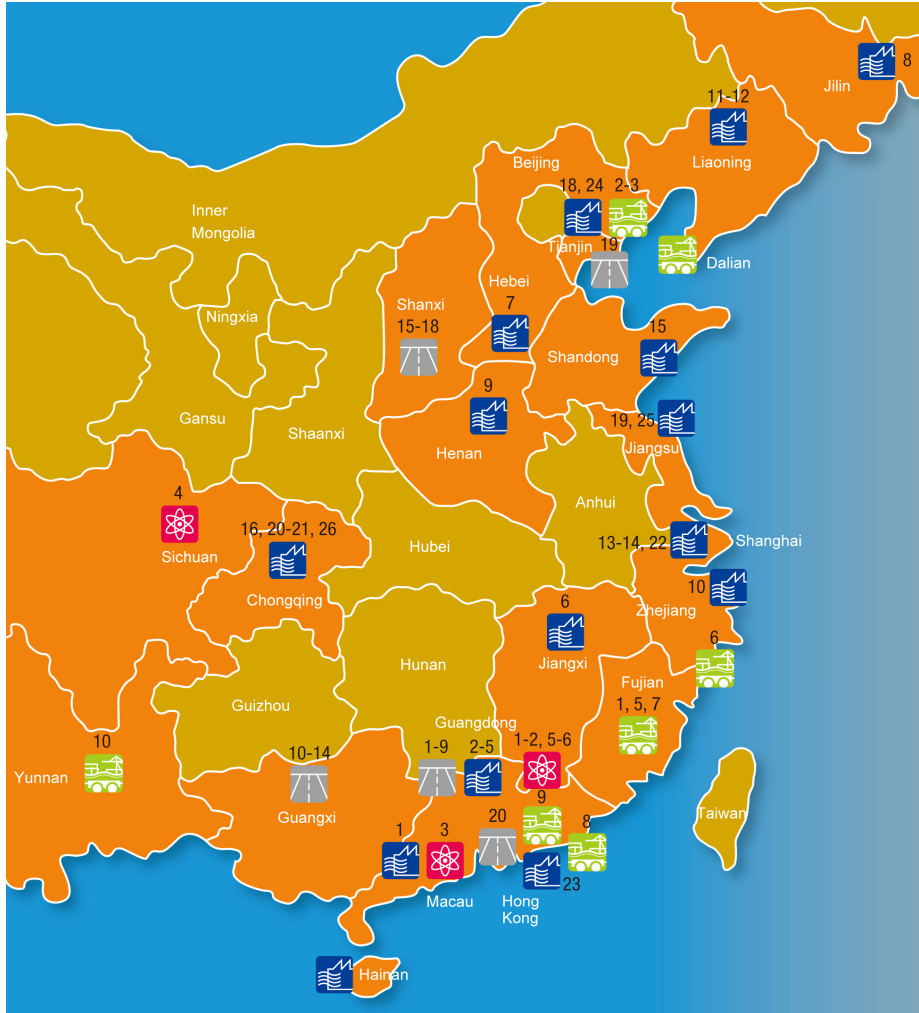 8
Jilin
11-12
Liaoning
Beijing
18, 24
2-3
Tianjin
19
Dalian
Inner
Mongolia
Hebei
7
Shanxi
15-18
Ningxia
15
Shandong
9
Henan
19, 25
Jiangsu
Gansu
Shaanxi
4
Sichuan
Anhui
16, 20-21, 26
Chongqing
Hubei
13-14, 22
Shanghai
10
Zhejiang
6
Jiangxi
6
Hunan
Fujian
1, 5, 7
Guizhou
Guangdong
10
Yunnan
10-14
Guangxi
1-9
2-5
1-2, 5-6
9
8
20
Taiwan
1
3
Macau
Hong
Kong
23
Hainan